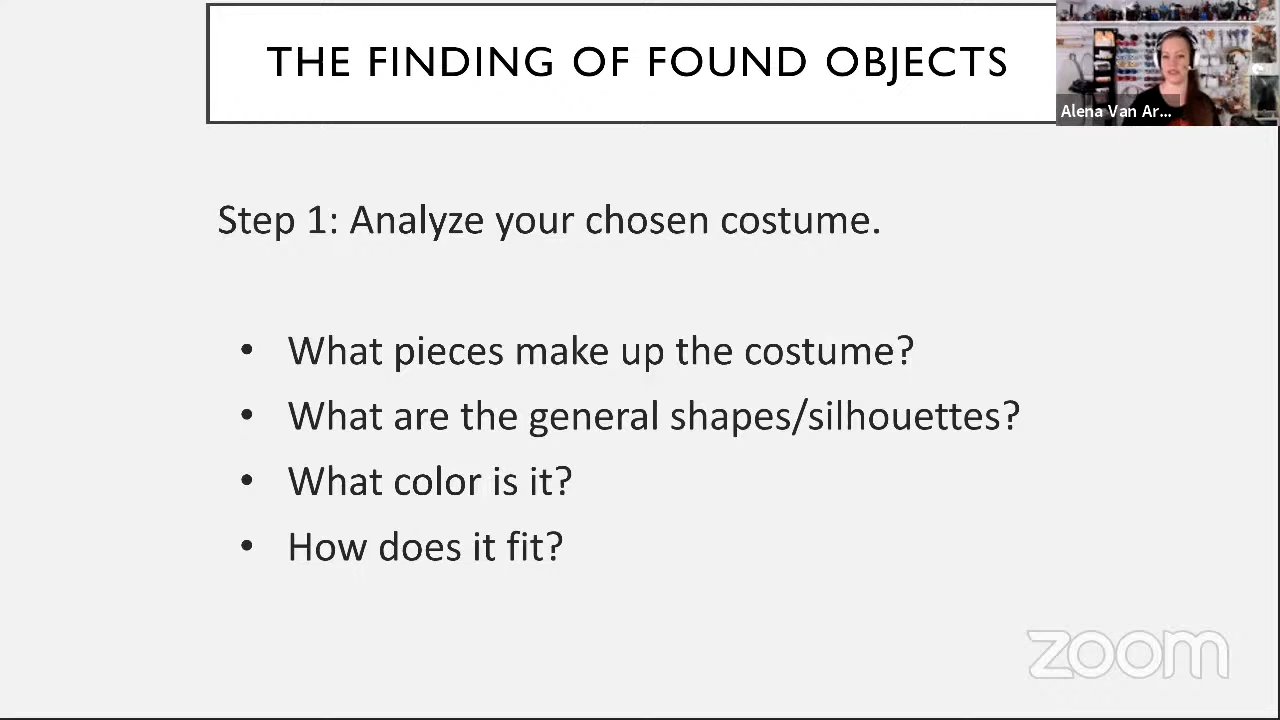 THE FINDING OF FOUND OBJECTS
Alena Van Ar...
Step 1: Analyze your chosen costume.
• What pieces make up the costume?
• What are the general shapes/silhouettes?
• What color is it?
• How does it fit?
zoom